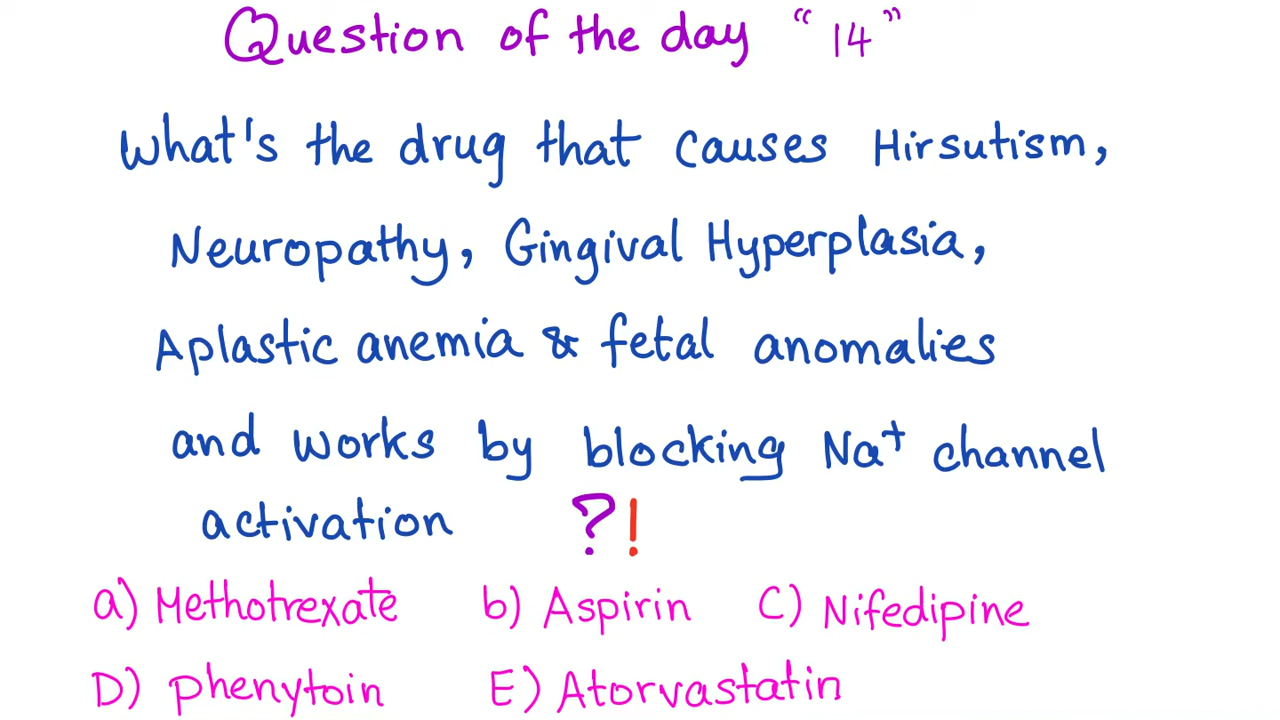 Question of the day "14"
What's the drug that causes Hirsutism,
Neuropathy, Gingival Hyperplasia,
Aplastic anemia & fetal anomalies
and works by blocking Na+ channel
activation ?!
a) Methotrexate b) Aspirin C) Nifedipine
D) Phenytoin E) Atorvastatin